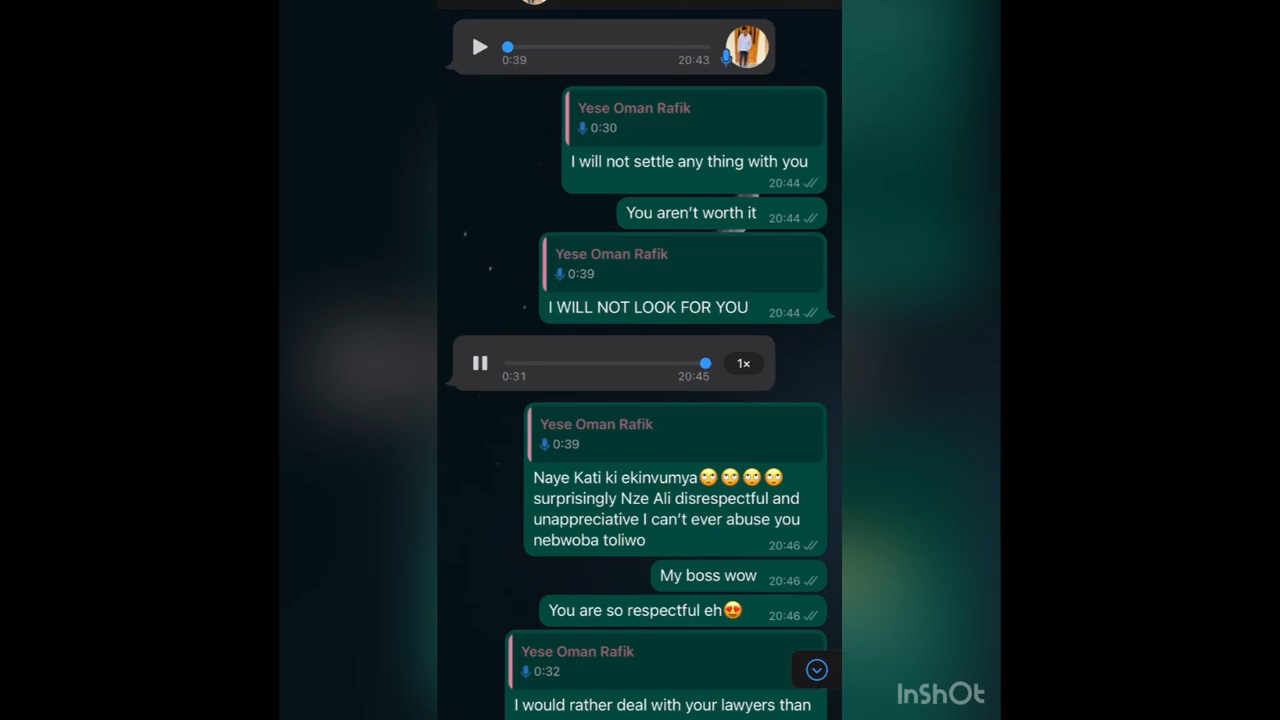 0:39 20:43
Yese Oman Rafik
0:30
I will not settle any thing with you
20:44
You aren’t worth it 20:44
Yese Oman Rafik
0:39
I WILL NOT LOOK FOR YOU 20:44
1×
0:31 20:45
Yese Oman Rafik
0:39
Naye Kati ki ekinvumya🙄🙄🙄🙄
surprisingly Nze Ali disrespectful and
unappreciative I can’t ever abuse you
nebwoba toliwo 20:46
My boss wow 20:46
You are so respectful eh😍 20:46
Yese Oman Rafik
0:32
I would rather deal with your lawyers than
InShOt